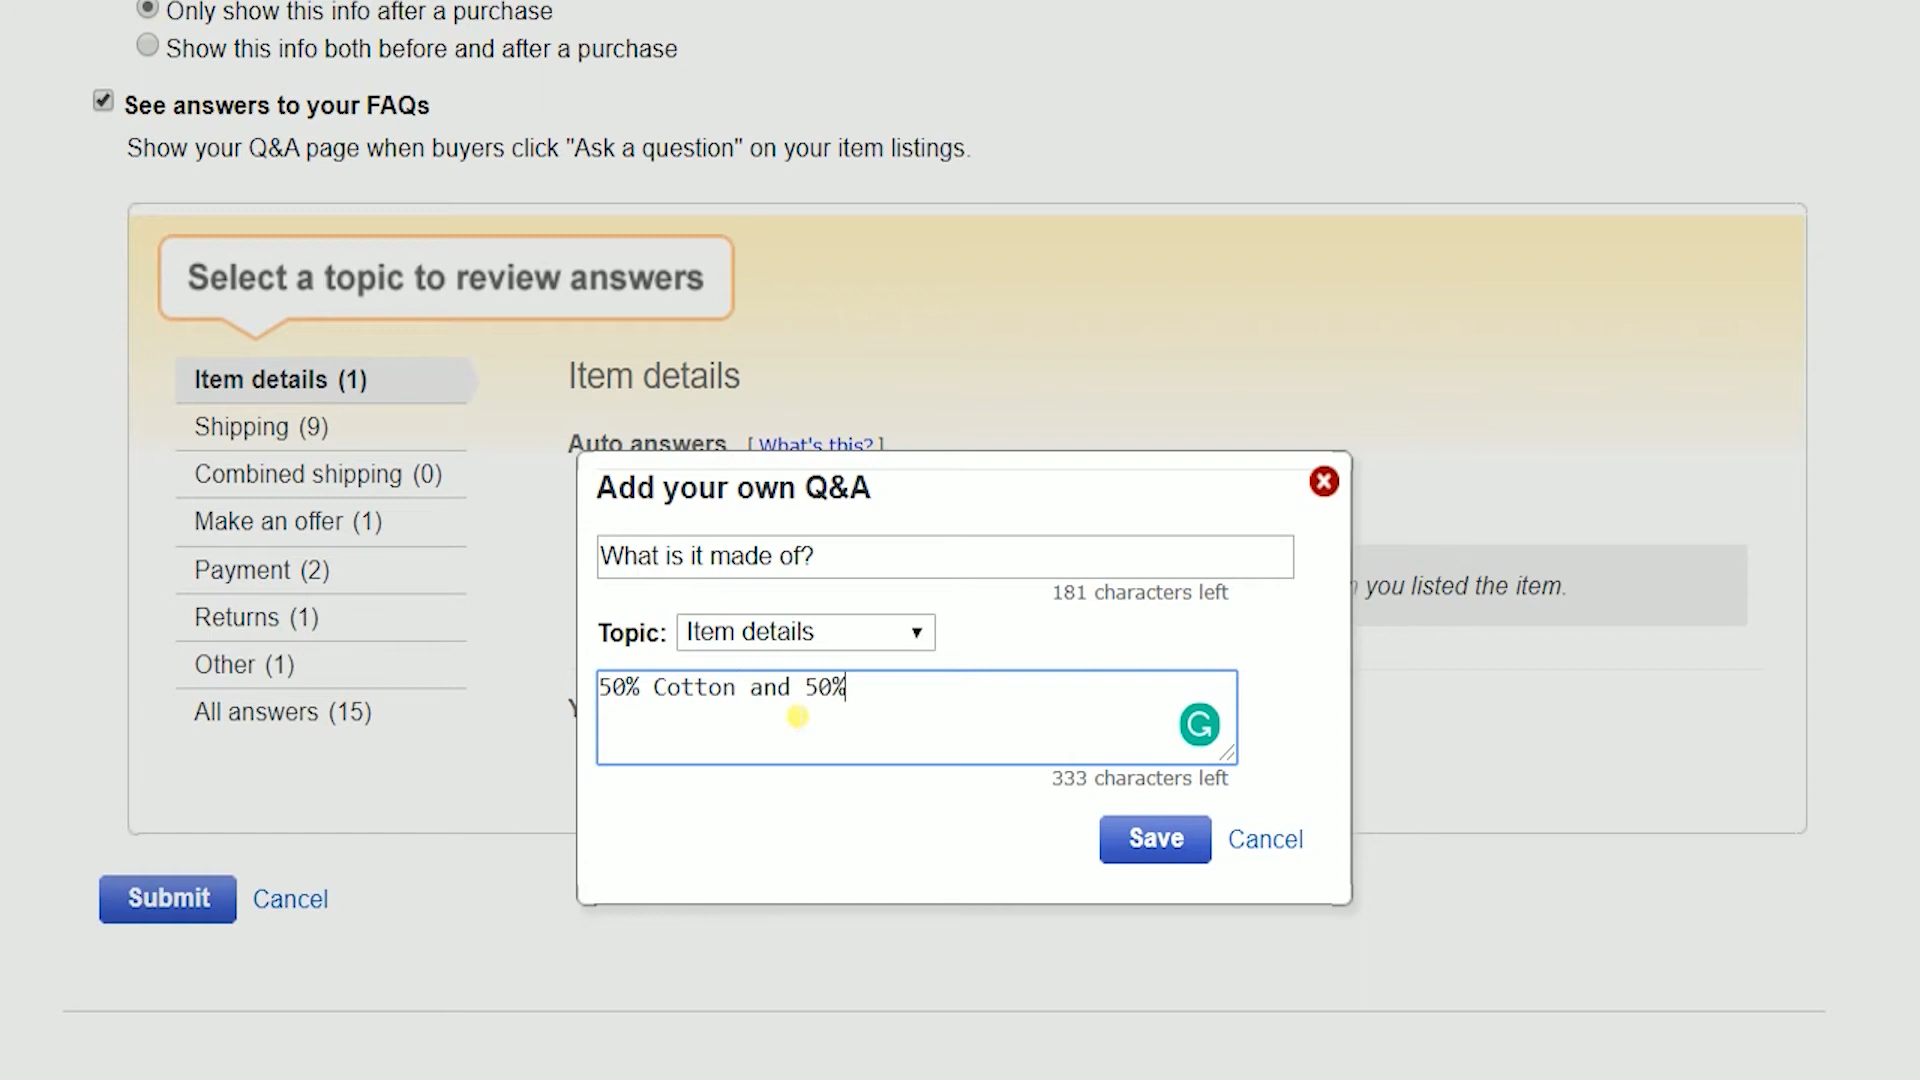 Only show this info after a purchase
Show this info both before and after a purchase
See answers to your FAQs
Show your Q&A page when buyers click "Ask a question" on your item listings.
Select a topic to review answers
Item details (1)
Shipping (9)
Combined shipping (0)
Make an offer (1)
Payment (2)
Returns (1)
Other (1)
All answers (15)
Item details
Auto answers [ What's this? ]
Add your own Q&A
What is it made of?
181 characters left
you listed the item.
Topic: Item details
50% Cotton and 50%
333 characters left
Save Cancel
Submit Cancel